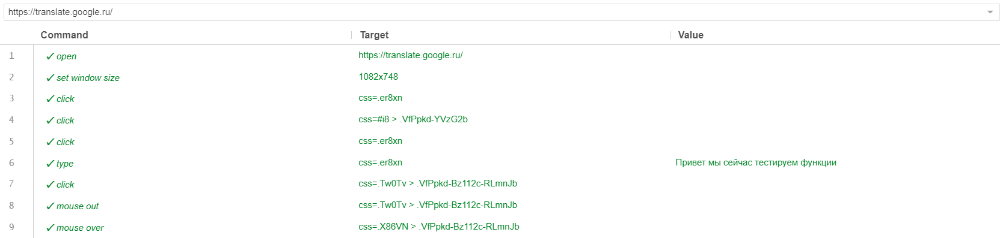 https://translate.google.ru/
Command Target Value
1 ✓ open https://translate.google.ru/
2 ✓ set window size 1082x748
3 ✓ click css=.er8xn
4 ✓ click css=#i8 > .VfPpkd-YVzG2b
5 ✓ click css=.er8xn
6 ✓ type css=.er8xn Привет мы сейчас тестируем функции
7 ✓ click css=.Tw0Tv > .VfPpkd-Bz112c-RLmnJb
8 ✓ mouse out css=.Tw0Tv > .VfPpkd-Bz112c-RLmnJb
9 ✓ mouse over css=.X86VN > .VfPpkd-Bz112c-RLmnJb